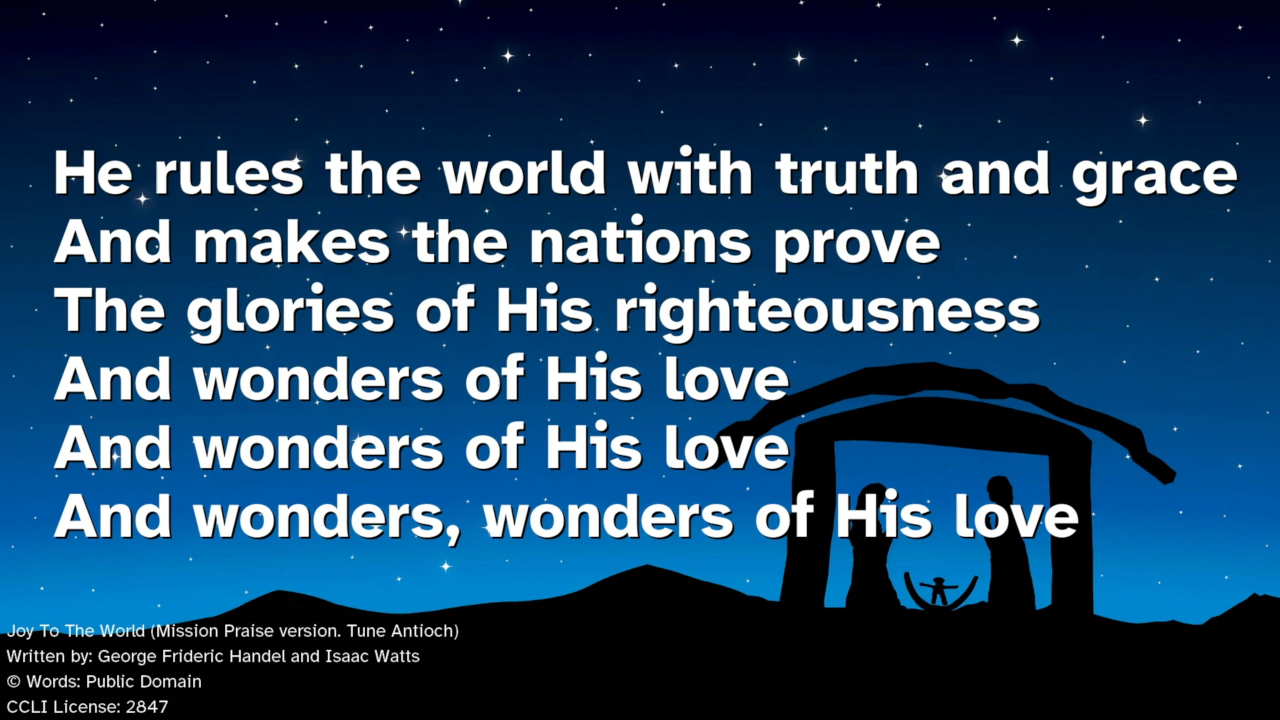 He rules the world with truth and grace
And makes the nations prove
The glories of His righteousness
And wonders of His love
And wonders of His love
And wonders, wonders of His love
Joy To The World (Mission Praise version. Tune Antioch)
Written by: George Frideric Handel and Isaac Watts
© Words: Public Domain
CCLI License: 2847